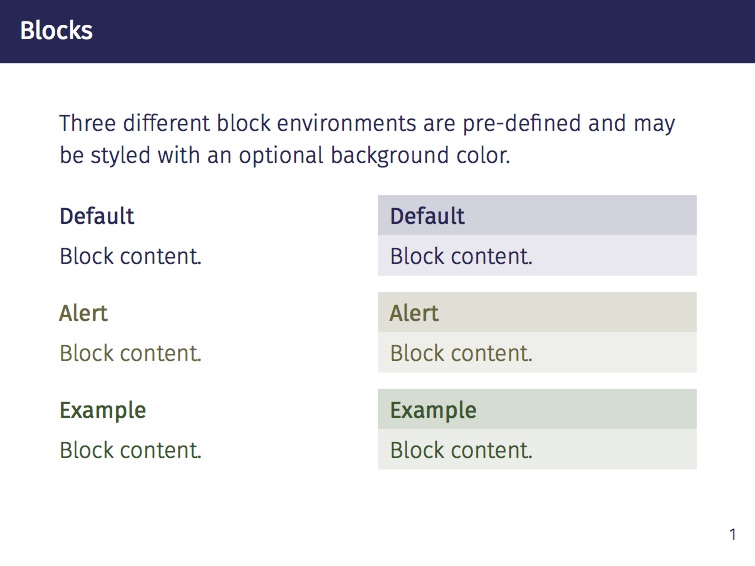 Blocks
Three different block environments are pre-defined and may
be styled with an optional background color.
Default
Block content.
Alert
Block content.
Example
Block content.
Default
Block content.
Alert
Block content.
Example
Block content.
1